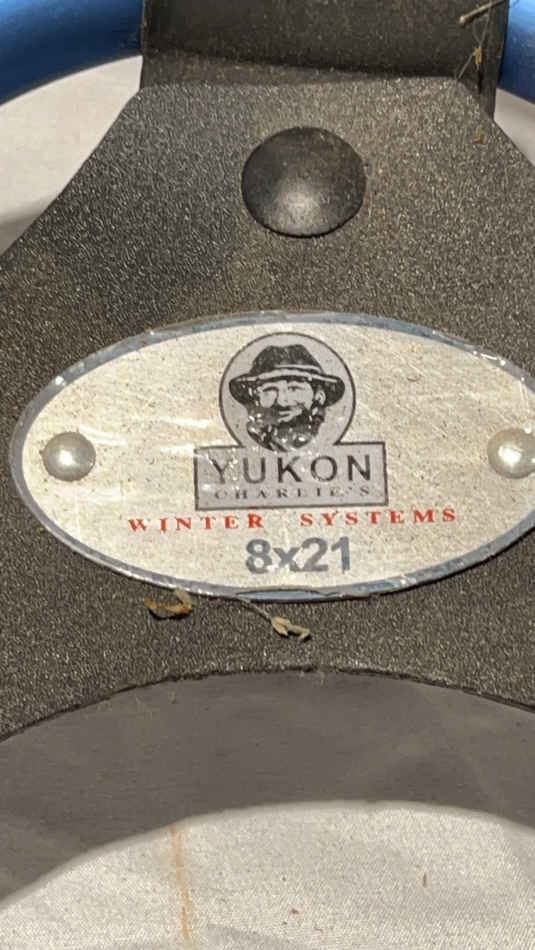 YUKON
CHARLIE'S
WINTER SYSTEMS
8x21